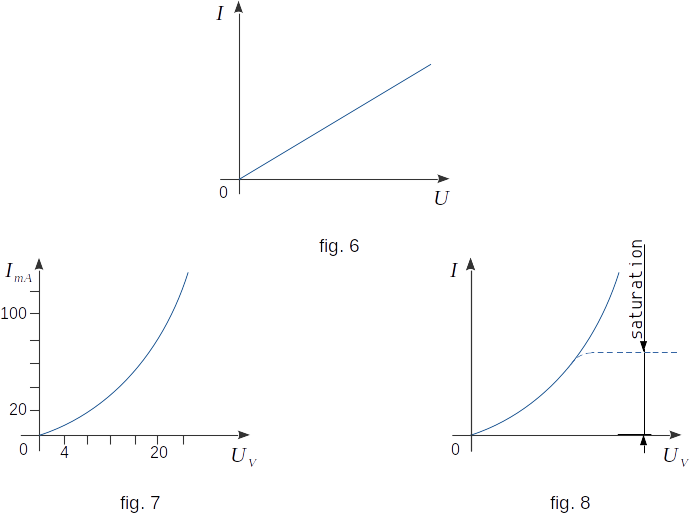 I
0
U
fig. 6
I mA
100
20
0
4
20
U V
fig. 7
I
saturation
0
U V
fig. 8